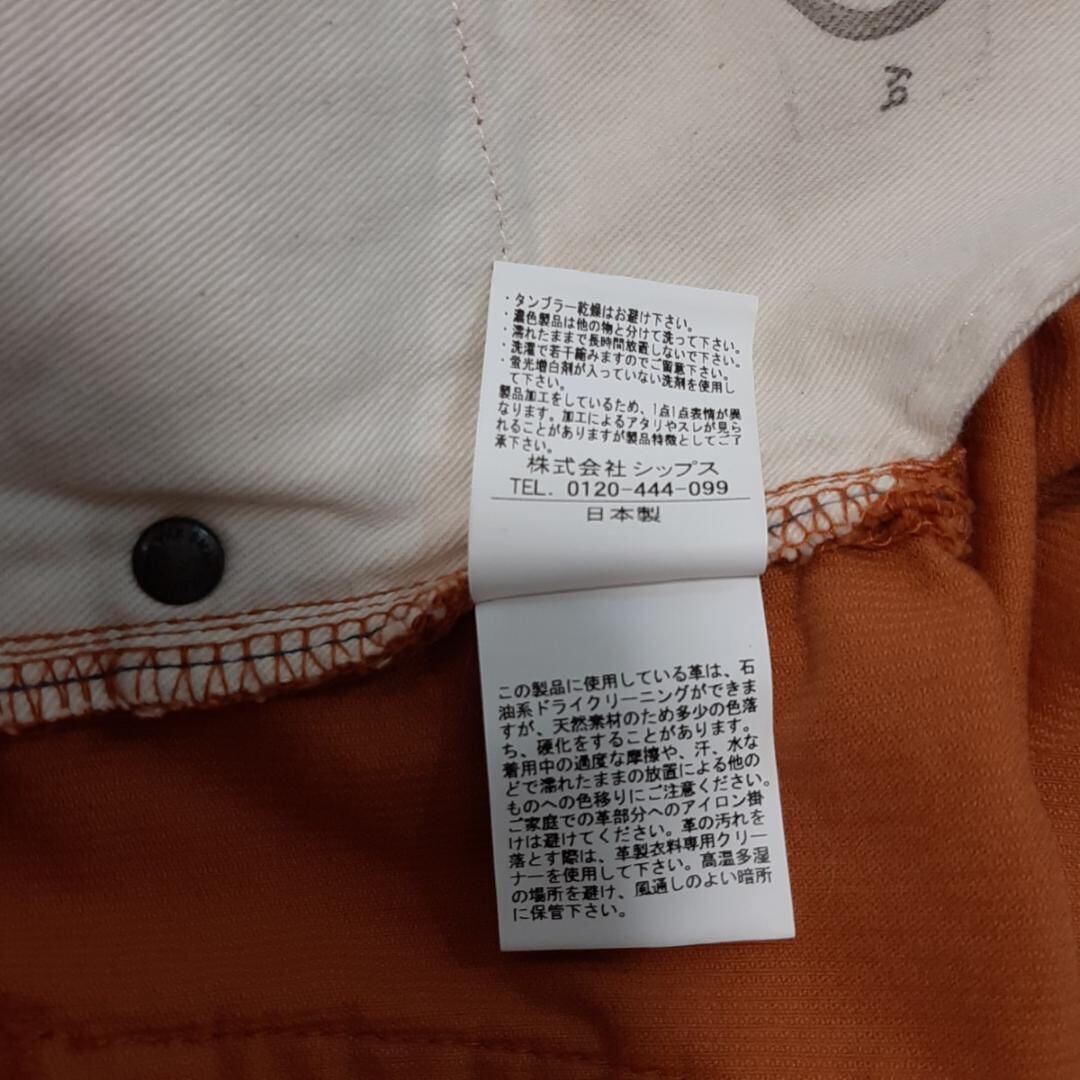 by
・タンブラー乾燥はお避け下さい。
・濃色製品は他の物と分けて洗って下さい。
・濡れたままで長時間放置しないで下さい。
・洗濯で若干縮みますのでご留意下さい。
・蛍光増白剤が入っていない洗剤を使用し
て下さい。
製品加工をしているため、1点1点表情が異
なります。加工によるアタリやスレが見ら
れることがありますが製品特徴としてご了
承下さい。
株式会社シップス
TEL. 0120-444-099
日本製
この製品に使用している革は、石
油系ドライクリーニングができま
すが、天然素材のため多少の色落
ち、硬化をすることがあります。
着用中の過度な摩擦や、汗、水な
どで濡れたままの放置による他の
ものへの色移りにご注意ください。
ご家庭での革部分へのアイロン掛
けは避けてください。革の汚れを
落とす際は、革製衣料専用クリー
ナーを使用して下さい。高温多湿
の場所を避け、風通しのよい暗所
に保管下さい。